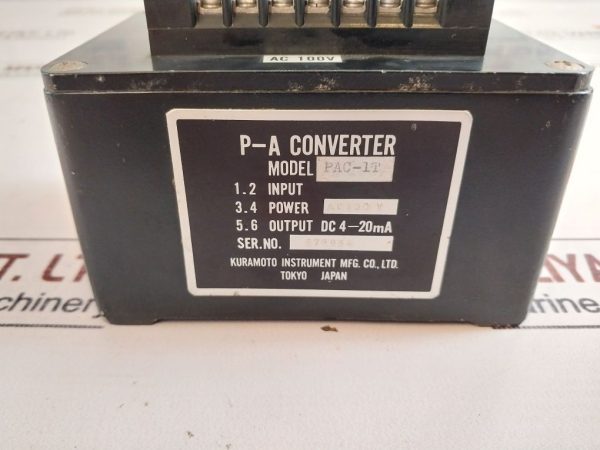 AC 100V
P-A CONVERTER
MODEL PAC-1T
1.2 INPUT
3.4 POWER
5.6 OUTPUT DC 4-20mA
SER.NO.
KURAMOTO INSTRUMENT MFG. CO., LTD.
TOKYO JAPAN